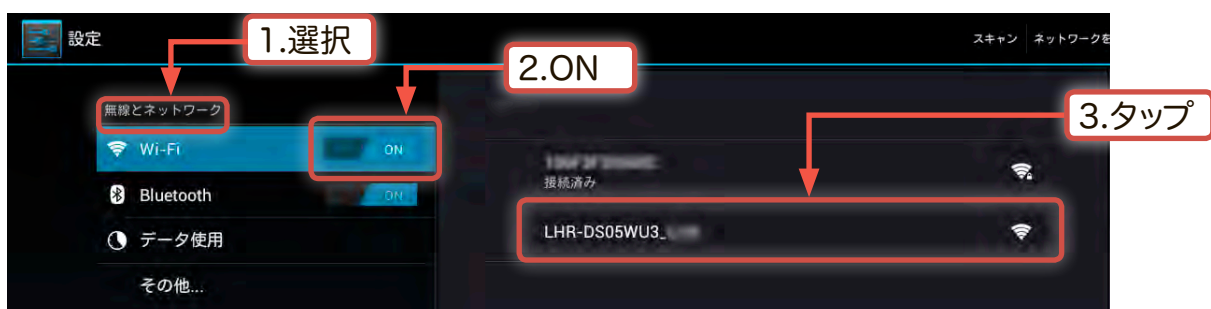 設定
1.選択
スキャン ネットワークを
2.ON
無線とネットワーク
3.タップ
Wi-Fi ON
接続済み
Bluetooth ON
LHR-DS05WU3_
データ使用
その他...